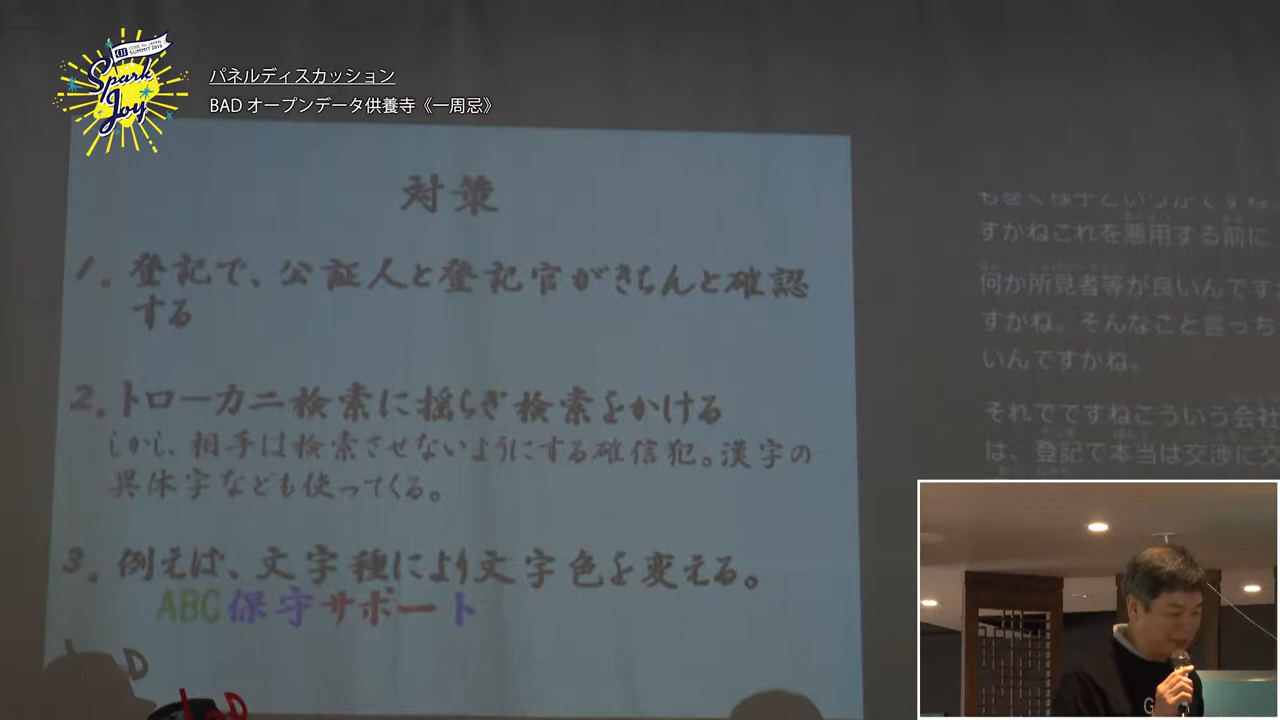 CODE for JAPAN
SUMMIT 2019
Spark
Joy
パネルディスカッション
BAD オープンデータ供養寺《一周忌》
対策
1。登記で、公証人と登記官がきちんと確認
する
2。トローカニ検索に揺らぎ検索をかける
しかし、相手は検索させないようにする確信犯。漢字の
異体字なども使ってくる。
3。例えば、文字種により文字色を変える。
ABC保守サポート
すかねこれを悪用する前に
何か所見者等が良いんです
すかね。そんなこと言っち
いんですかね。
それでですねこういう会社
は、登記で本当は交渉に交